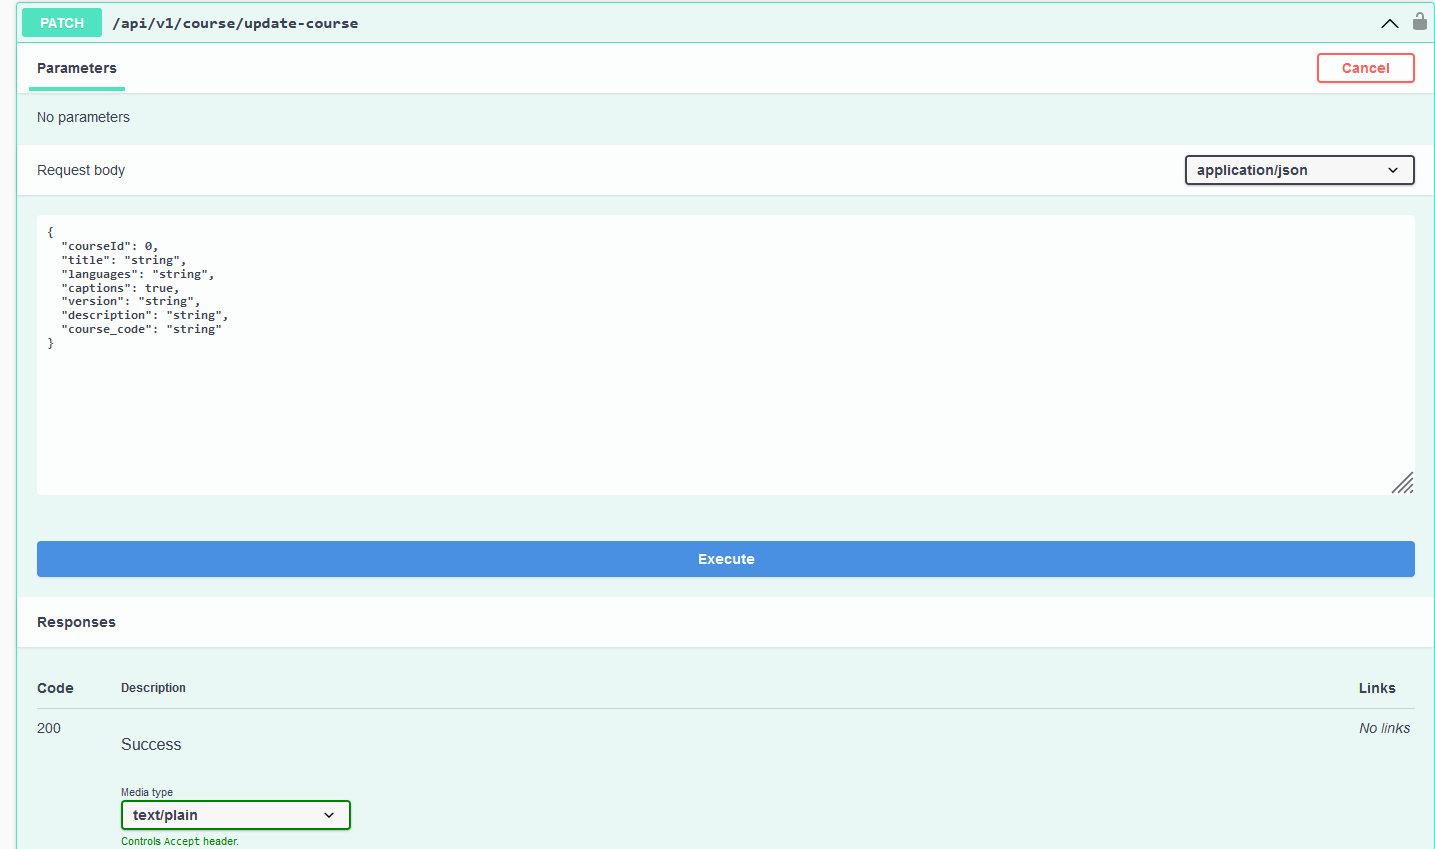 PATCH /api/v1/course/update-course
Parameters
Cancel
No parameters
Request body
application/json
{
  "courseId": 0,
  "title": "string",
  "languages": "string",
  "captions": true,
  "version": "string",
  "description": "string",
  "course_code": "string"
}
Execute
Responses
Code Description Links
200
Success
No links
Media type
text/plain
Controls Accept header.